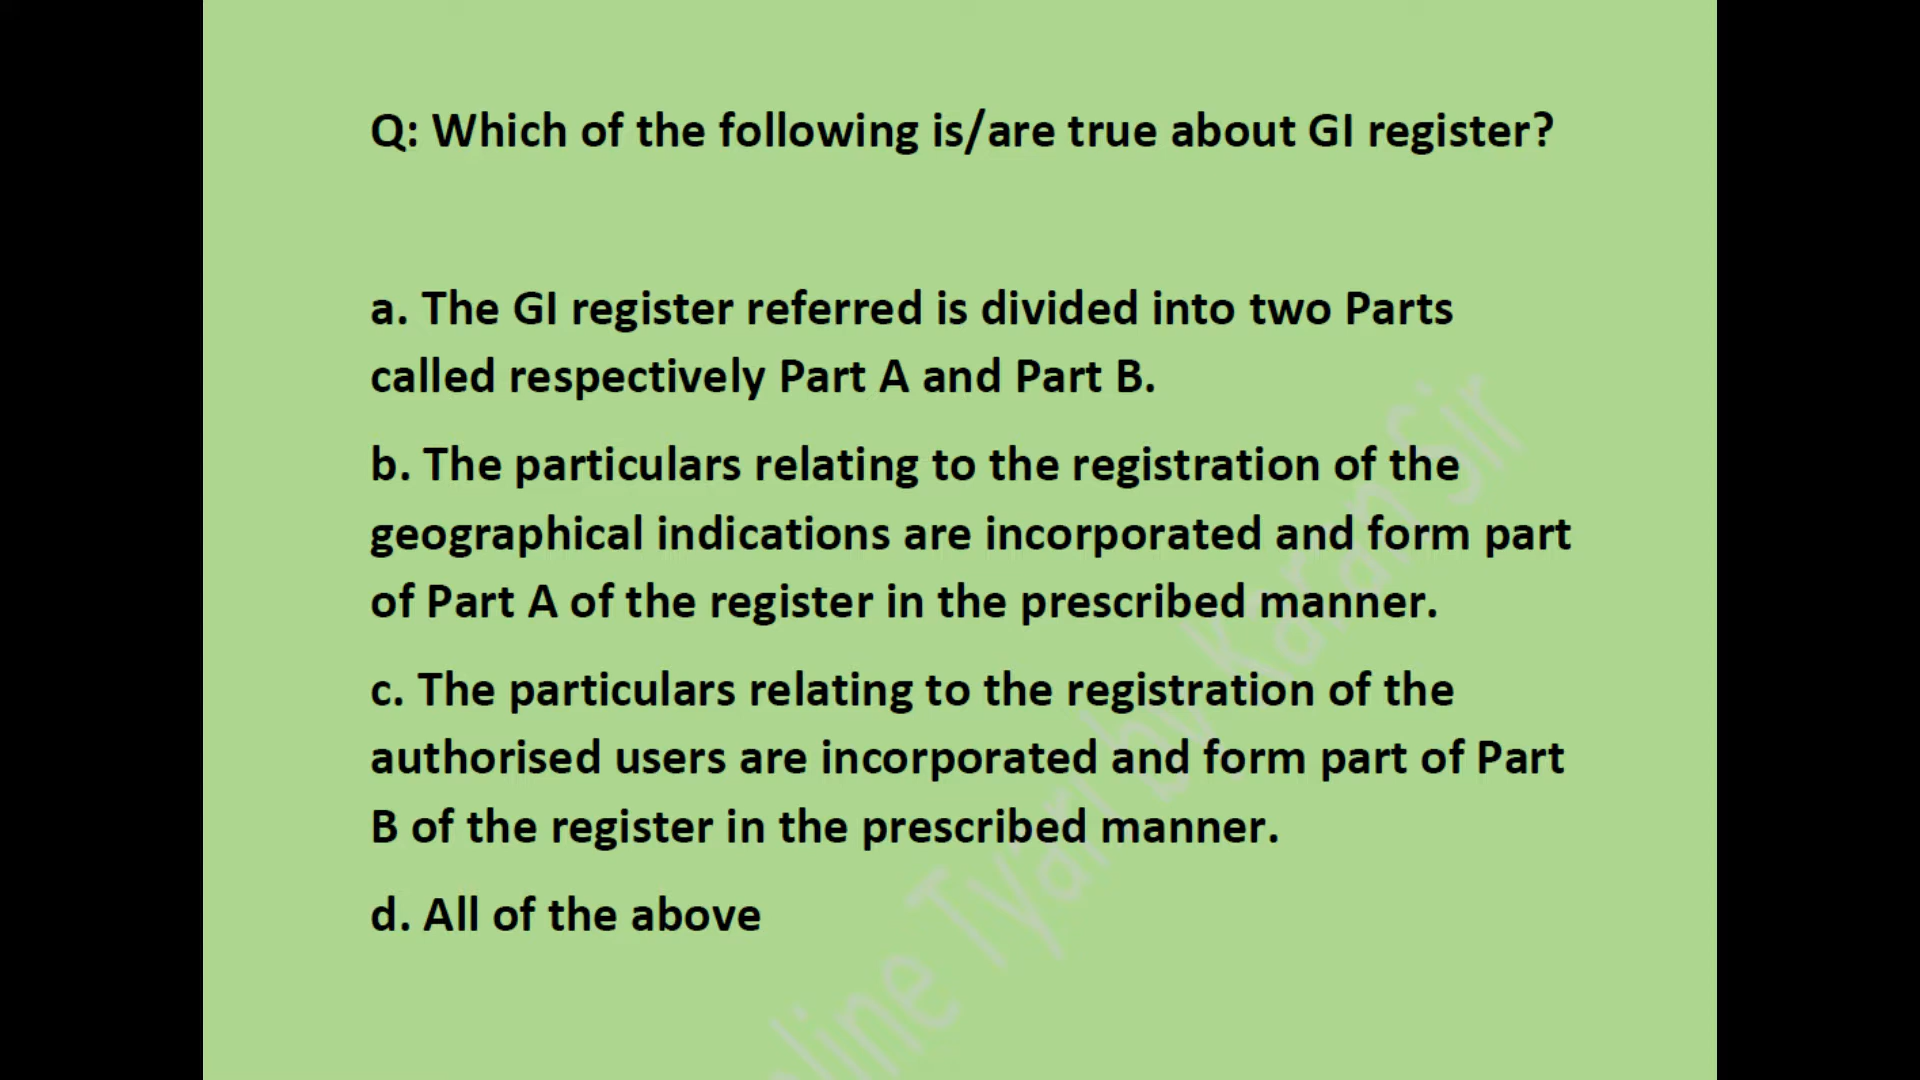 Q: Which of the following is/are true about GI register?
a. The GI register referred is divided into two Parts
called respectively Part A and Part B.
b. The particulars relating to the registration of the
geographical indications are incorporated and form part
of Part A of the register in the prescribed manner.
c. The particulars relating to the registration of the
authorised users are incorporated and form part of Part
B of the register in the prescribed manner.
d. All of the above
Tyari by Karan Sir